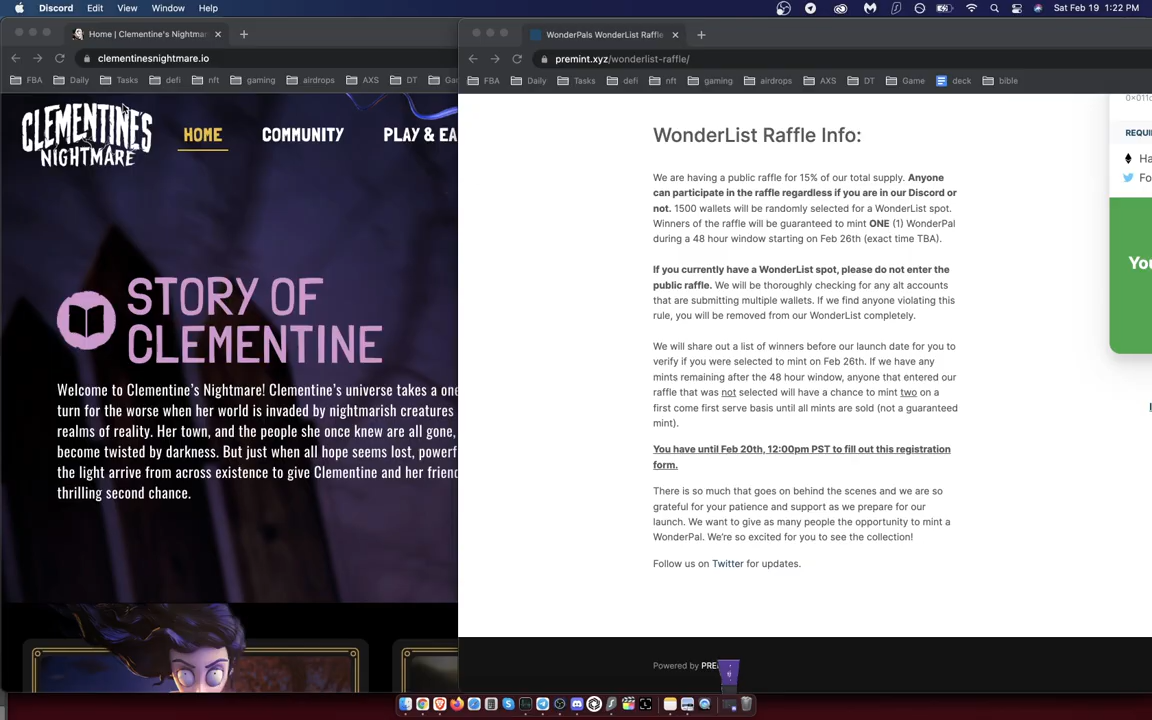 Discord Edit View Window Help
Sat Feb 19 1:22 PM
Home | Clementine's Nightmar
clementinesnightmare.io
FBA Daily Tasks defi nft gaming airdrops AXS DT Gam
CLEMENTINE'S
NIGHTMARE
HOME COMMUNITY PLAY & EA
STORY OF
CLEMENTINE
Welcome to Clementine's Nightmare! Clementine's universe takes a one
turn for the worse when her world is invaded by nightmarish creatures
realms of reality. Her town, and the people she once knew are all gone,
become twisted by darkness. But just when all hope seems lost, powerf
the light arrive from across existence to give Clementine and her friend
thrilling second chance.
WonderPals WonderList Raffle
premint.xyz/wonderlist-raffle/
FBA Daily Tasks defi nft gaming airdrops AXS DT Game deck bible
WonderList Raffle Info:
We are having a public raffle for 15% of our total supply. Anyone
can participate in the raffle regardless if you are in our Discord or
not. 1500 wallets will be randomly selected for a WonderList spot.
Winners of the raffle will be guaranteed to mint ONE (1) WonderPal
during a 48 hour window starting on Feb 26th (exact time TBA).
If you currently have a WonderList spot, please do not enter the
public raffle. We will be thoroughly checking for any alt accounts
that are submitting multiple wallets. If we find anyone violating this
rule, you will be removed from our WonderList completely.
We will share out a list of winners before our launch date for you to
verify if you were selected to mint on Feb 26th. If we have any
mints remaining after the 48 hour window, anyone that entered our
raffle that was not selected will have a chance to mint two on a
first come first serve basis until all mints are sold (not a guaranteed
mint).
You have until Feb 20th, 12:00pm PST to fill out this registration
form.
There is so much that goes on behind the scenes and we are so
grateful for your patience and support as we prepare for our
launch. We want to give as many people the opportunity to mint a
WonderPal. We're so excited for you to see the collection!
Follow us on Twitter for updates.
Powered by PRE
0x011c
REQUI
Ha
Fo
You